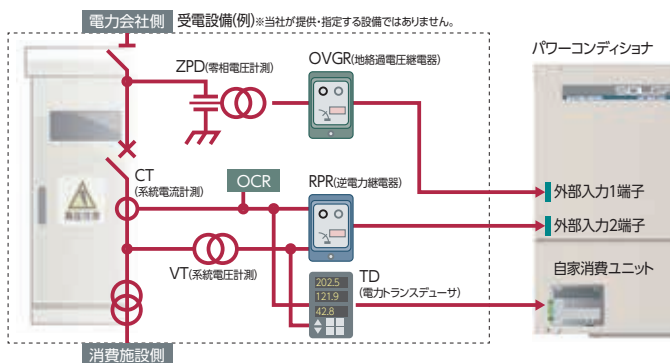 電力会社側 受電設備(例)※当社が提供・指定する設備ではありません。
ZPD(零相電圧計測)
OVGR(地絡過電圧継電器)
パワーコンディショナ
CT
(系統電流計測)
OCR
RPR(逆電力継電器)
外部入力1端子
外部入力2端子
VT(系統電圧計測)
TD
(電力トランスデューサ)
202.5
121.9
42.8
自家消費ユニット
消費施設側